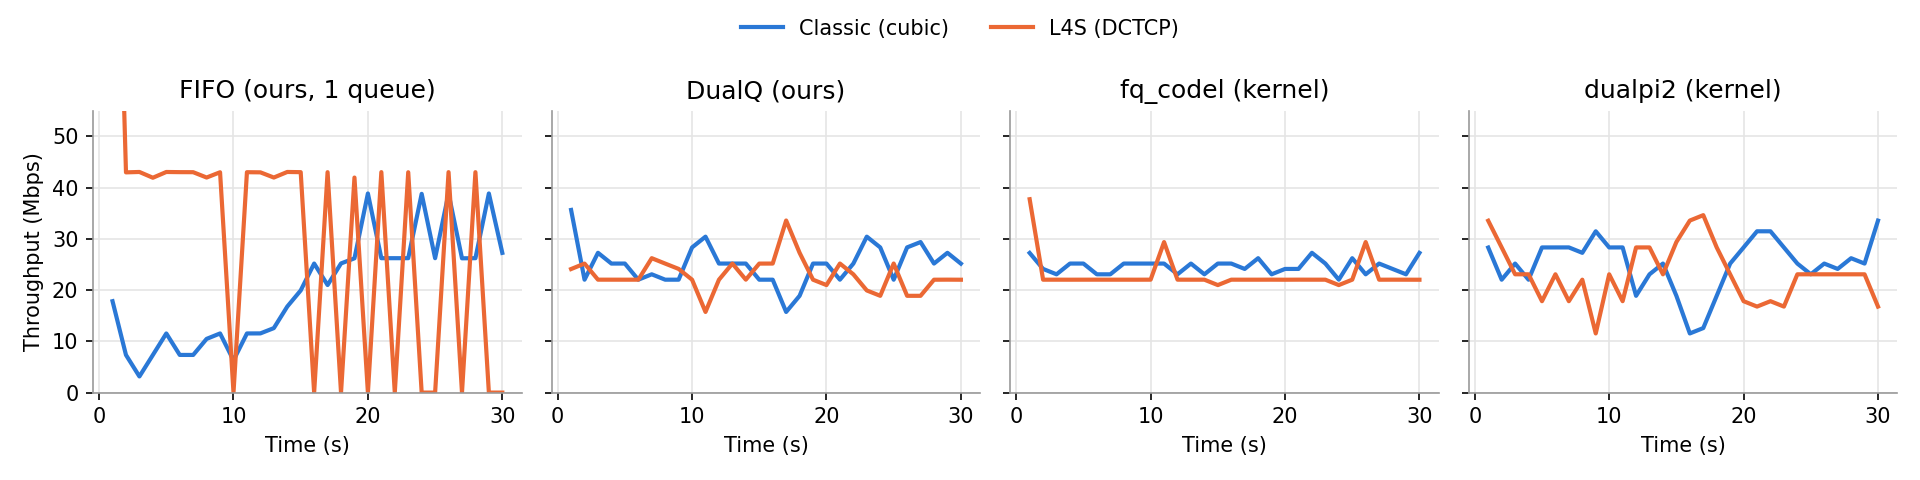 Classic (cubic) L4S (DCTCP)
FIFO (ours, 1 queue) DualQ (ours) fq_codel (kernel) dualpi2 (kernel)
Throughput (Mbps)
50
40
30
20
10
0
0 10 20 30 0 10 20 30 0 10 20 30 0 10 20 30
Time (s) Time (s) Time (s) Time (s)